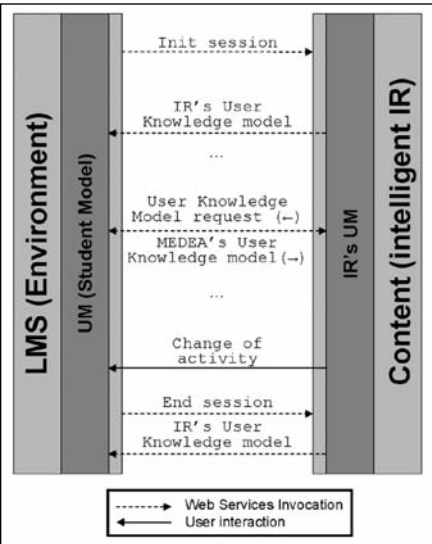 LMS (Environment)
UM (Student Model)
Init session
IR's User
Knowledge model
...
User Knowledge
Model request (←)
MEDEA's User
Knowledge model(→)
...
Change of
activity
End session
IR's User
Knowledge model
IR's UM
Content (intelligent IR)
Web Services Invocation
User interaction